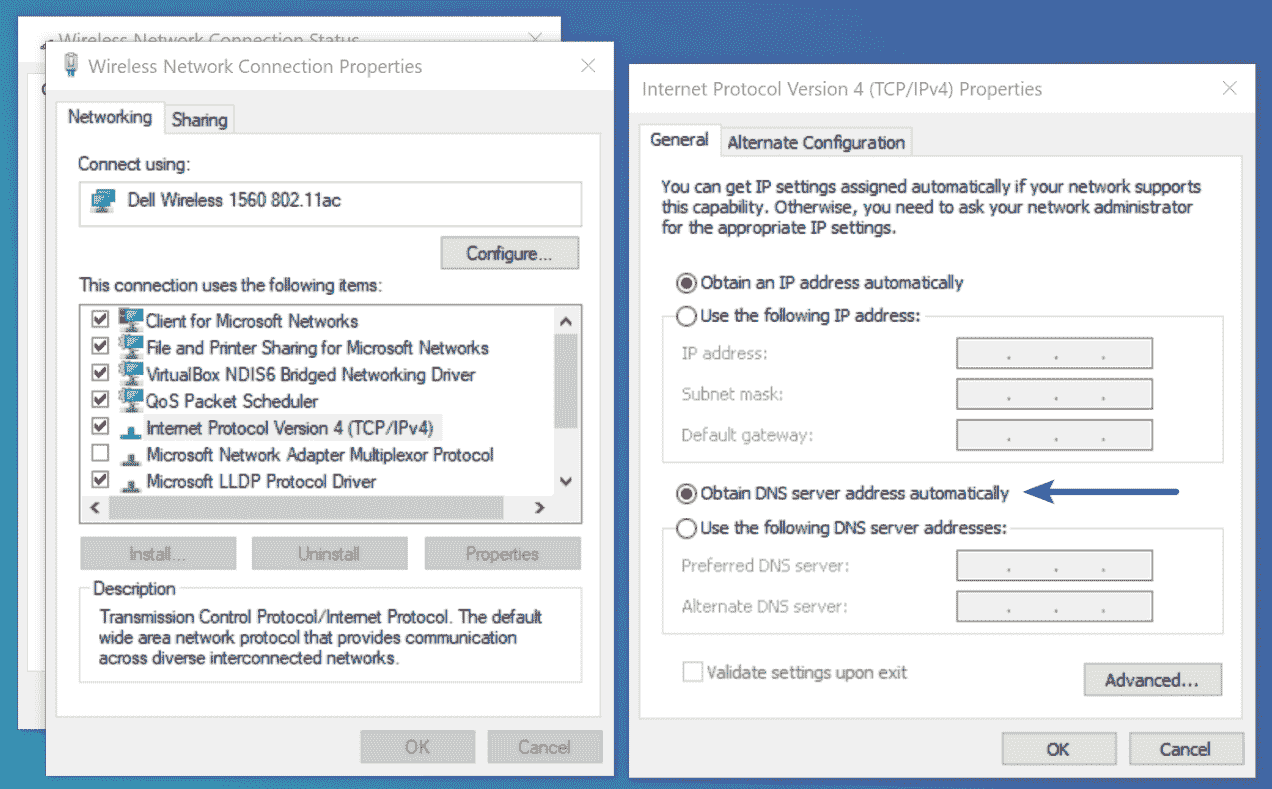 Wireless Network Connection Status
Wireless Network Connection Properties
Networking
Sharing
Connect using:
Dell Wireless 1560 802.11ac
Configure...
This connection uses the following items:
Client for Microsoft Networks
File and Printer Sharing for Microsoft Networks
VirtualBox NDIS6 Bridged Networking Driver
QoS Packet Scheduler
Internet Protocol Version 4 (TCP/IPv4)
Microsoft Network Adapter Multiplexor Protocol
Microsoft LLDP Protocol Driver
Install...
Uninstall
Properties
Description
Transmission Control Protocol/Internet Protocol. The default
wide area network protocol that provides communication
across diverse interconnected networks.
OK
Cancel
Internet Protocol Version 4 (TCP/IPv4) Properties
General
Alternate Configuration
You can get IP settings assigned automatically if your network supports
this capability. Otherwise, you need to ask your network administrator
for the appropriate IP settings.
Obtain an IP address automatically
Use the following IP address:
IP address:
Subnet mask:
Default gateway:
Obtain DNS server address automatically
Use the following DNS server addresses:
Preferred DNS server:
Alternate DNS server:
Validate settings upon exit
Advanced...
OK
Cancel